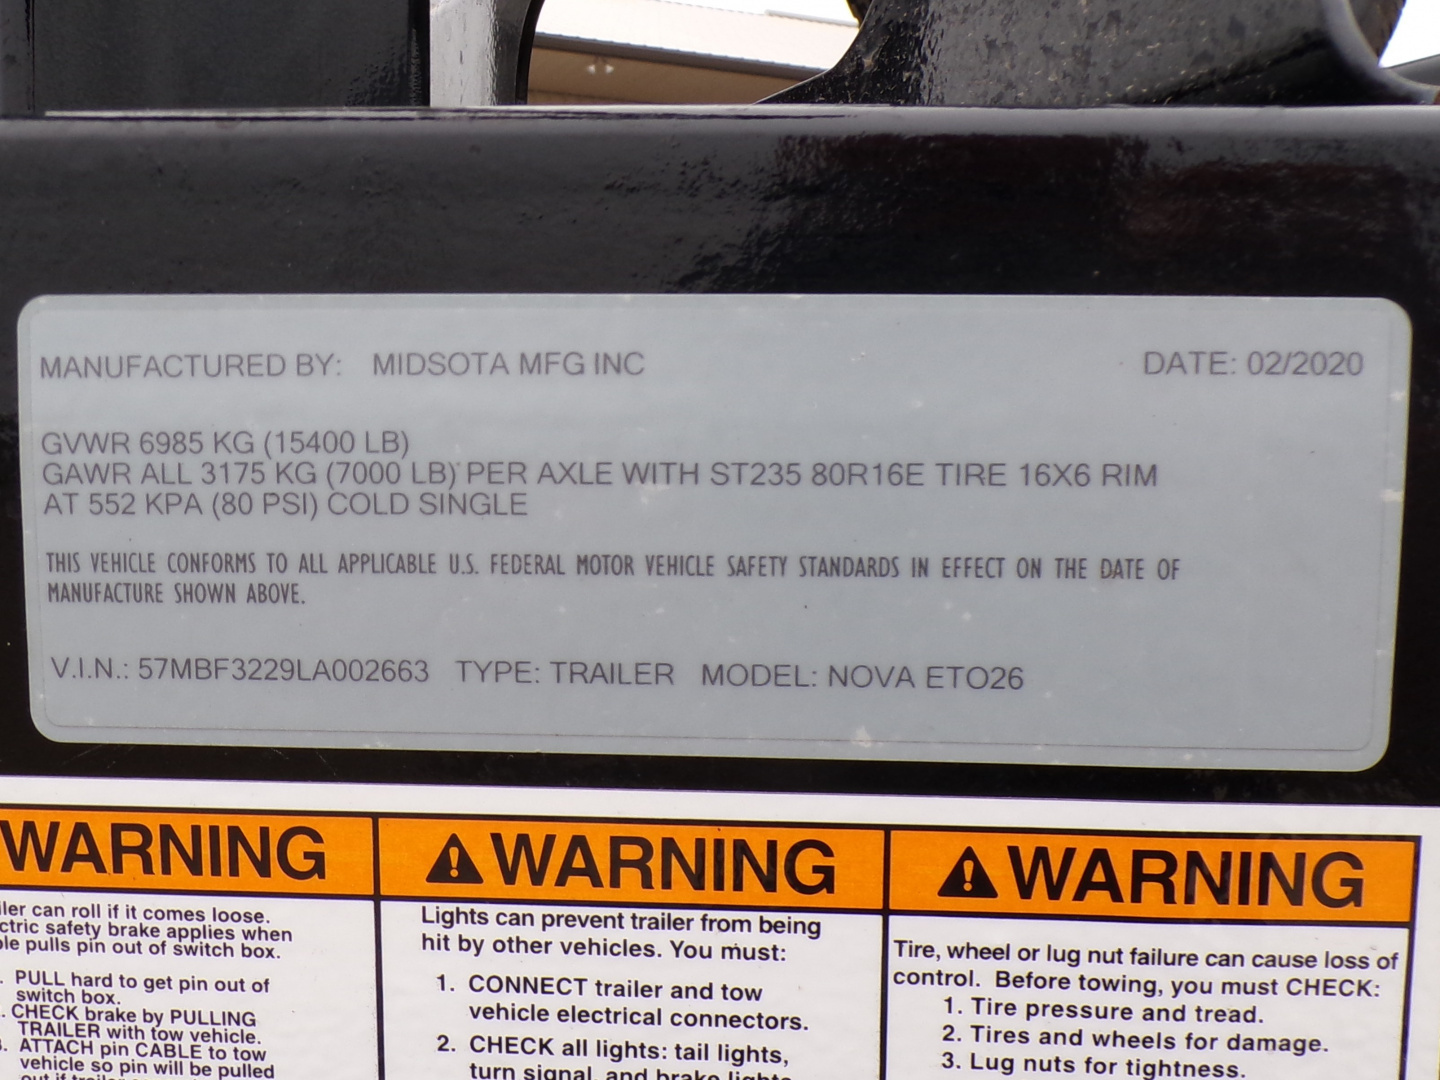 MANUFACTURED BY: MIDSOTA MFG INC DATE: 02/2020
GVWR 6985 KG (15400 LB)
GAWR ALL 3175 KG (7000 LB) PER AXLE WITH ST235 80R16E TIRE 16X6 RIM
AT 552 KPA (80 PSI) COLD SINGLE
THIS VEHICLE CONFORMS TO ALL APPLICABLE U.S. FEDERAL MOTOR VEHICLE SAFETY STANDARDS IN EFFECT ON THE DATE OF
MANUFACTURE SHOWN ABOVE.
V.I.N.: 57MBF3229LA002663 TYPE: TRAILER MODEL: NOVA ETO26
WARNING
can roll if it comes loose.
safety brake applies when
pulls pin out of switch box.
PULL hard to get pin out of
switch box.
CHECK brake by PULLING
TRAILER with tow vehicle.
ATTACH pin CABLE to tow
vehicle so pin will be pulled
WARNING
Lights can prevent trailer from being
hit by other vehicles. You must:
1. CONNECT trailer and tow
vehicle electrical connectors.
2. CHECK all lights: tail lights,
turn signal, and brake lights.
WARNING
Tire, wheel or lug nut failure can cause loss of
control. Before towing, you must CHECK:
1. Tire pressure and tread.
2. Tires and wheels for damage.
3. Lug nuts for tightness.